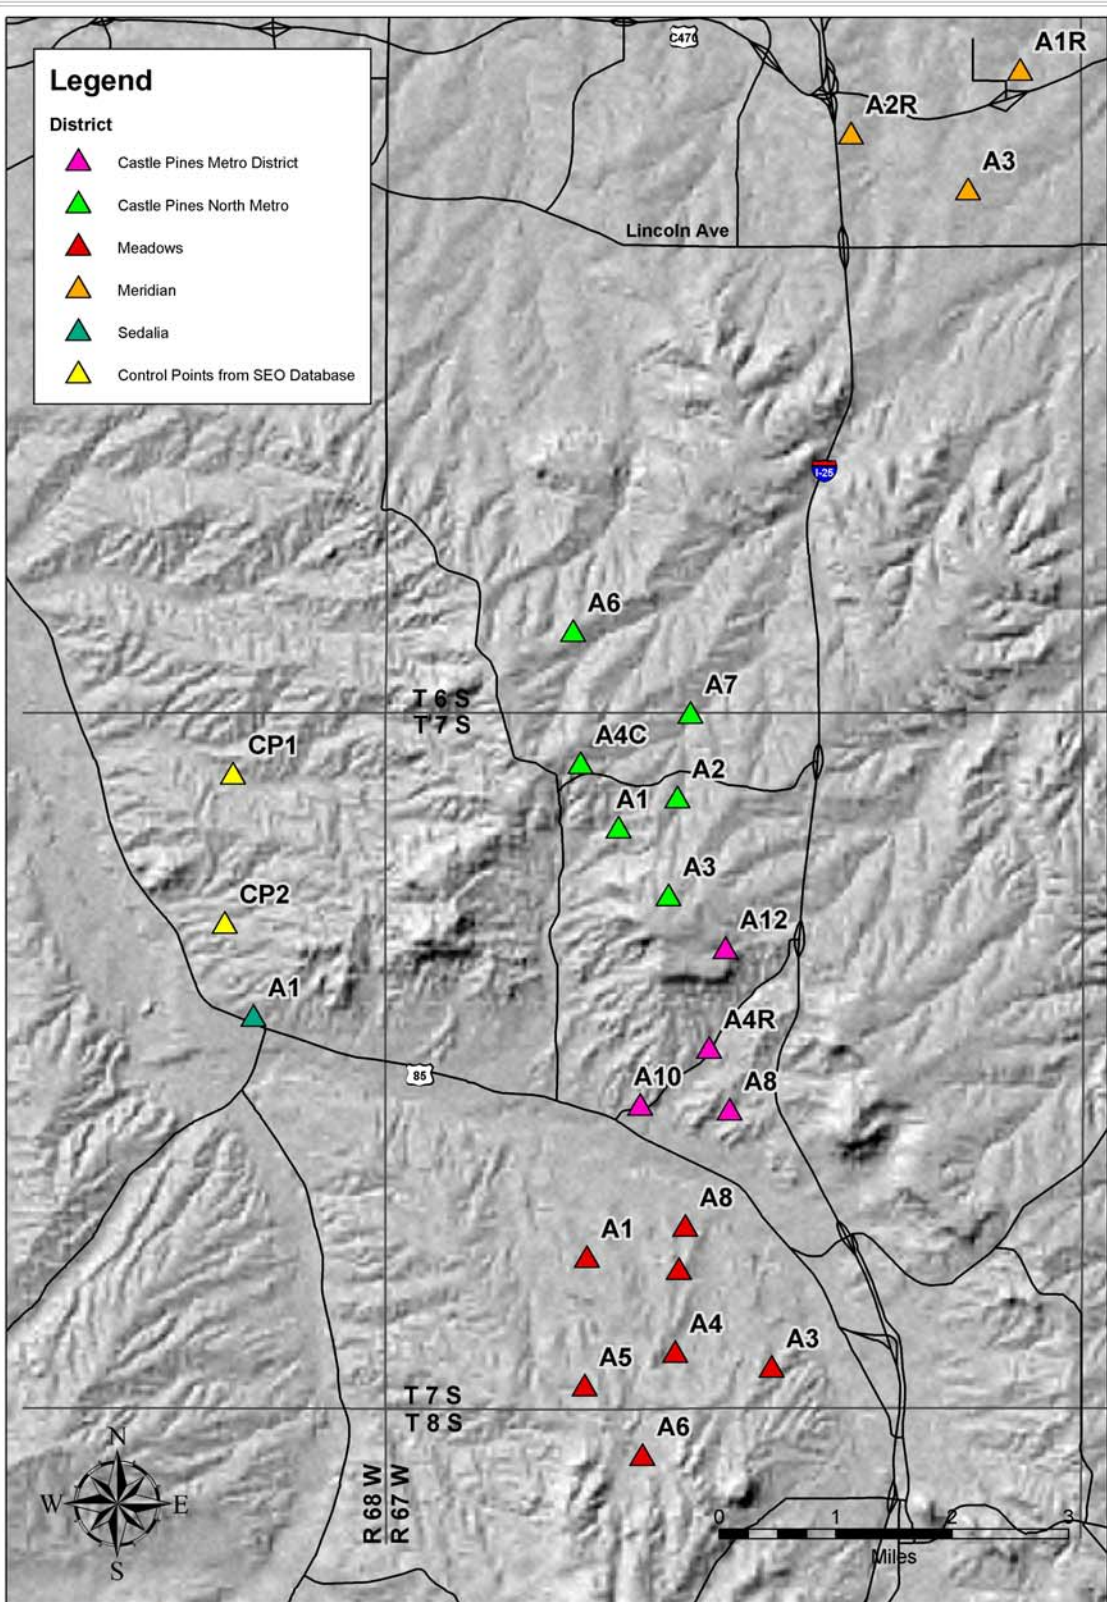 C470
A1R
Legend
A2R
District
Castle Pines Metro District
A3
Castle Pines North Metro
Lincoln Ave
Meadows
Meridian
Sedalia
Control Points from SEO Database
I-25
A6
A7
T 6 S
T 7 S
A4C
CP1
A2
A1
A3
CP2
A12
A1
A4R
85
A10
A8
A8
A1
A4
A3
A5
T 7 S
T 8 S
A6
N
W E
S
R 68 W
R 67 W
0 1 2 3
Miles